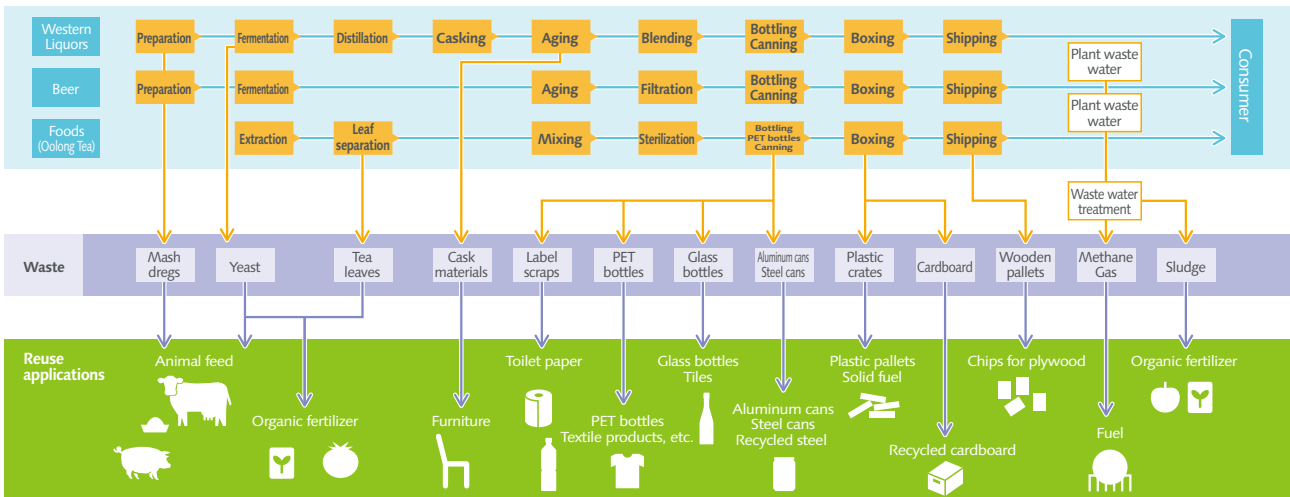 Western
Liquors
Preparation
Fermentation
Distillation
Casking
Aging
Blending
Bottling
Canning
Boxing
Shipping
Plant waste
water
Beer
Preparation
Fermentation
Aging
Filtration
Bottling
Canning
Boxing
Shipping
Plant waste
water
Foods
(Oolong Tea)
Extraction
Leaf
separation
Mixing
Sterilization
Bottling
PET bottles
Canning
Boxing
Shipping
Consumer
Waste water
treatment
Waste
Mash
dregs
Yeast
Tea
leaves
Cask
materials
Label
scraps
PET
bottles
Glass
bottles
Aluminum cans
Steel cans
Plastic
crates
Cardboard
Wooden
pallets
Methane
Gas
Sludge
Reuse
applications
Animal feed
Organic fertilizer
Furniture
Toilet paper
PET bottles
Textile products, etc.
Glass bottles
Tiles
Aluminum cans
Steel cans
Recycled steel
Plastic pallets
Solid fuel
Recycled cardboard
Chips for plywood
Fuel
Organic fertilizer